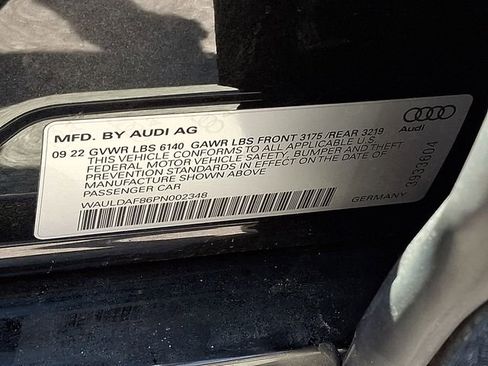 MFD. BY AUDI AG
09 22 GVWR LBS 6140 GAWR LBS FRONT 3175 /REAR 3219
THIS VEHICLE CONFORMS TO ALL APPLICABLE U.S.
FEDERAL MOTOR VEHICLE SAFETY, BUMPER AND THEFT
PREVENTION STANDARDS IN EFFECT ON THE DATE OF
MANUFACTURE SHOWN ABOVE
PASSENGER CAR
WAULDAF86PN002348
GERMANY
3939604